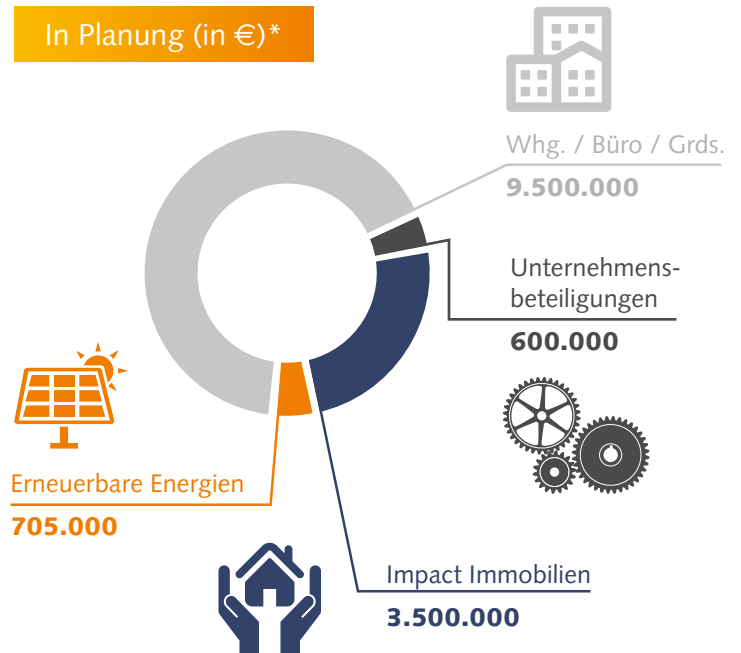 In Planung (in €)*
Whg. / Büro / Grds.
9.500.000
Unternehmens-
beteiligungen
600.000
Erneuerbare Energien
705.000
Impact Immobilien
3.500.000